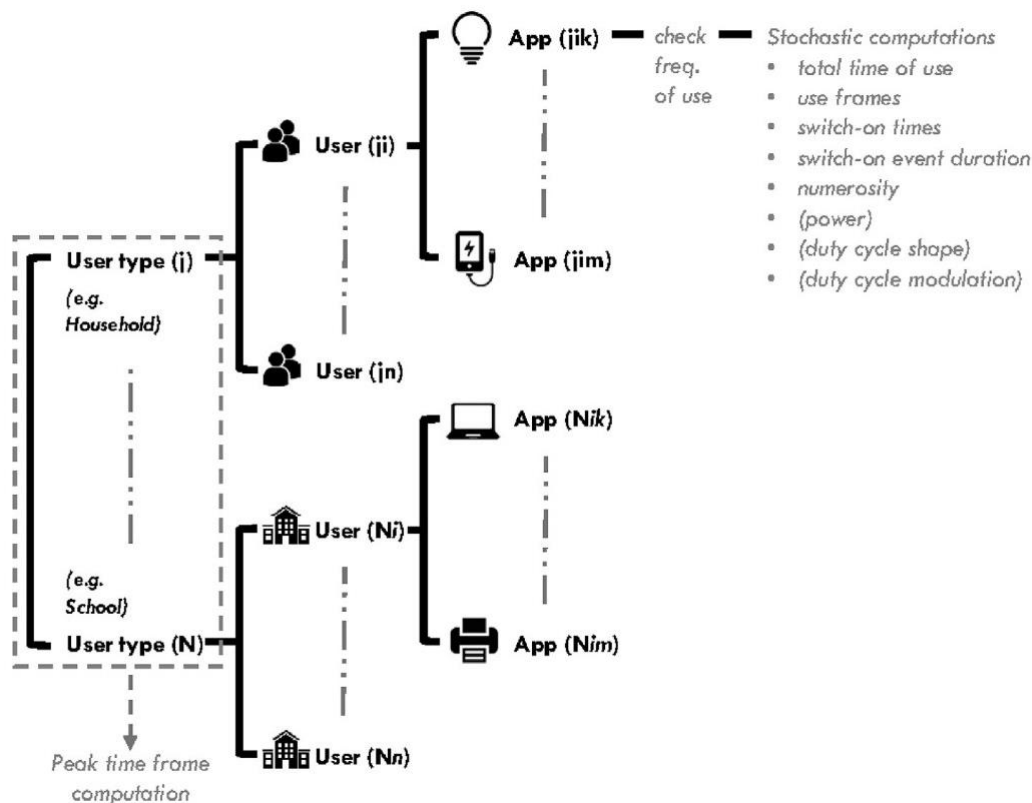 App (jik)
check
freq.
of use
Stochastic computations
• total time of use
• use frames
• switch-on times
• switch-on event duration
• numerosity
• (power)
• (duty cycle shape)
• (duty cycle modulation)
User (ji)
App (jim)
User type (j)
(e.g.
Household)
User (jn)
App (Nik)
User (Ni)
(e.g.
School)
User type (N)
App (Nim)
User (Nn)
Peak time frame
computation